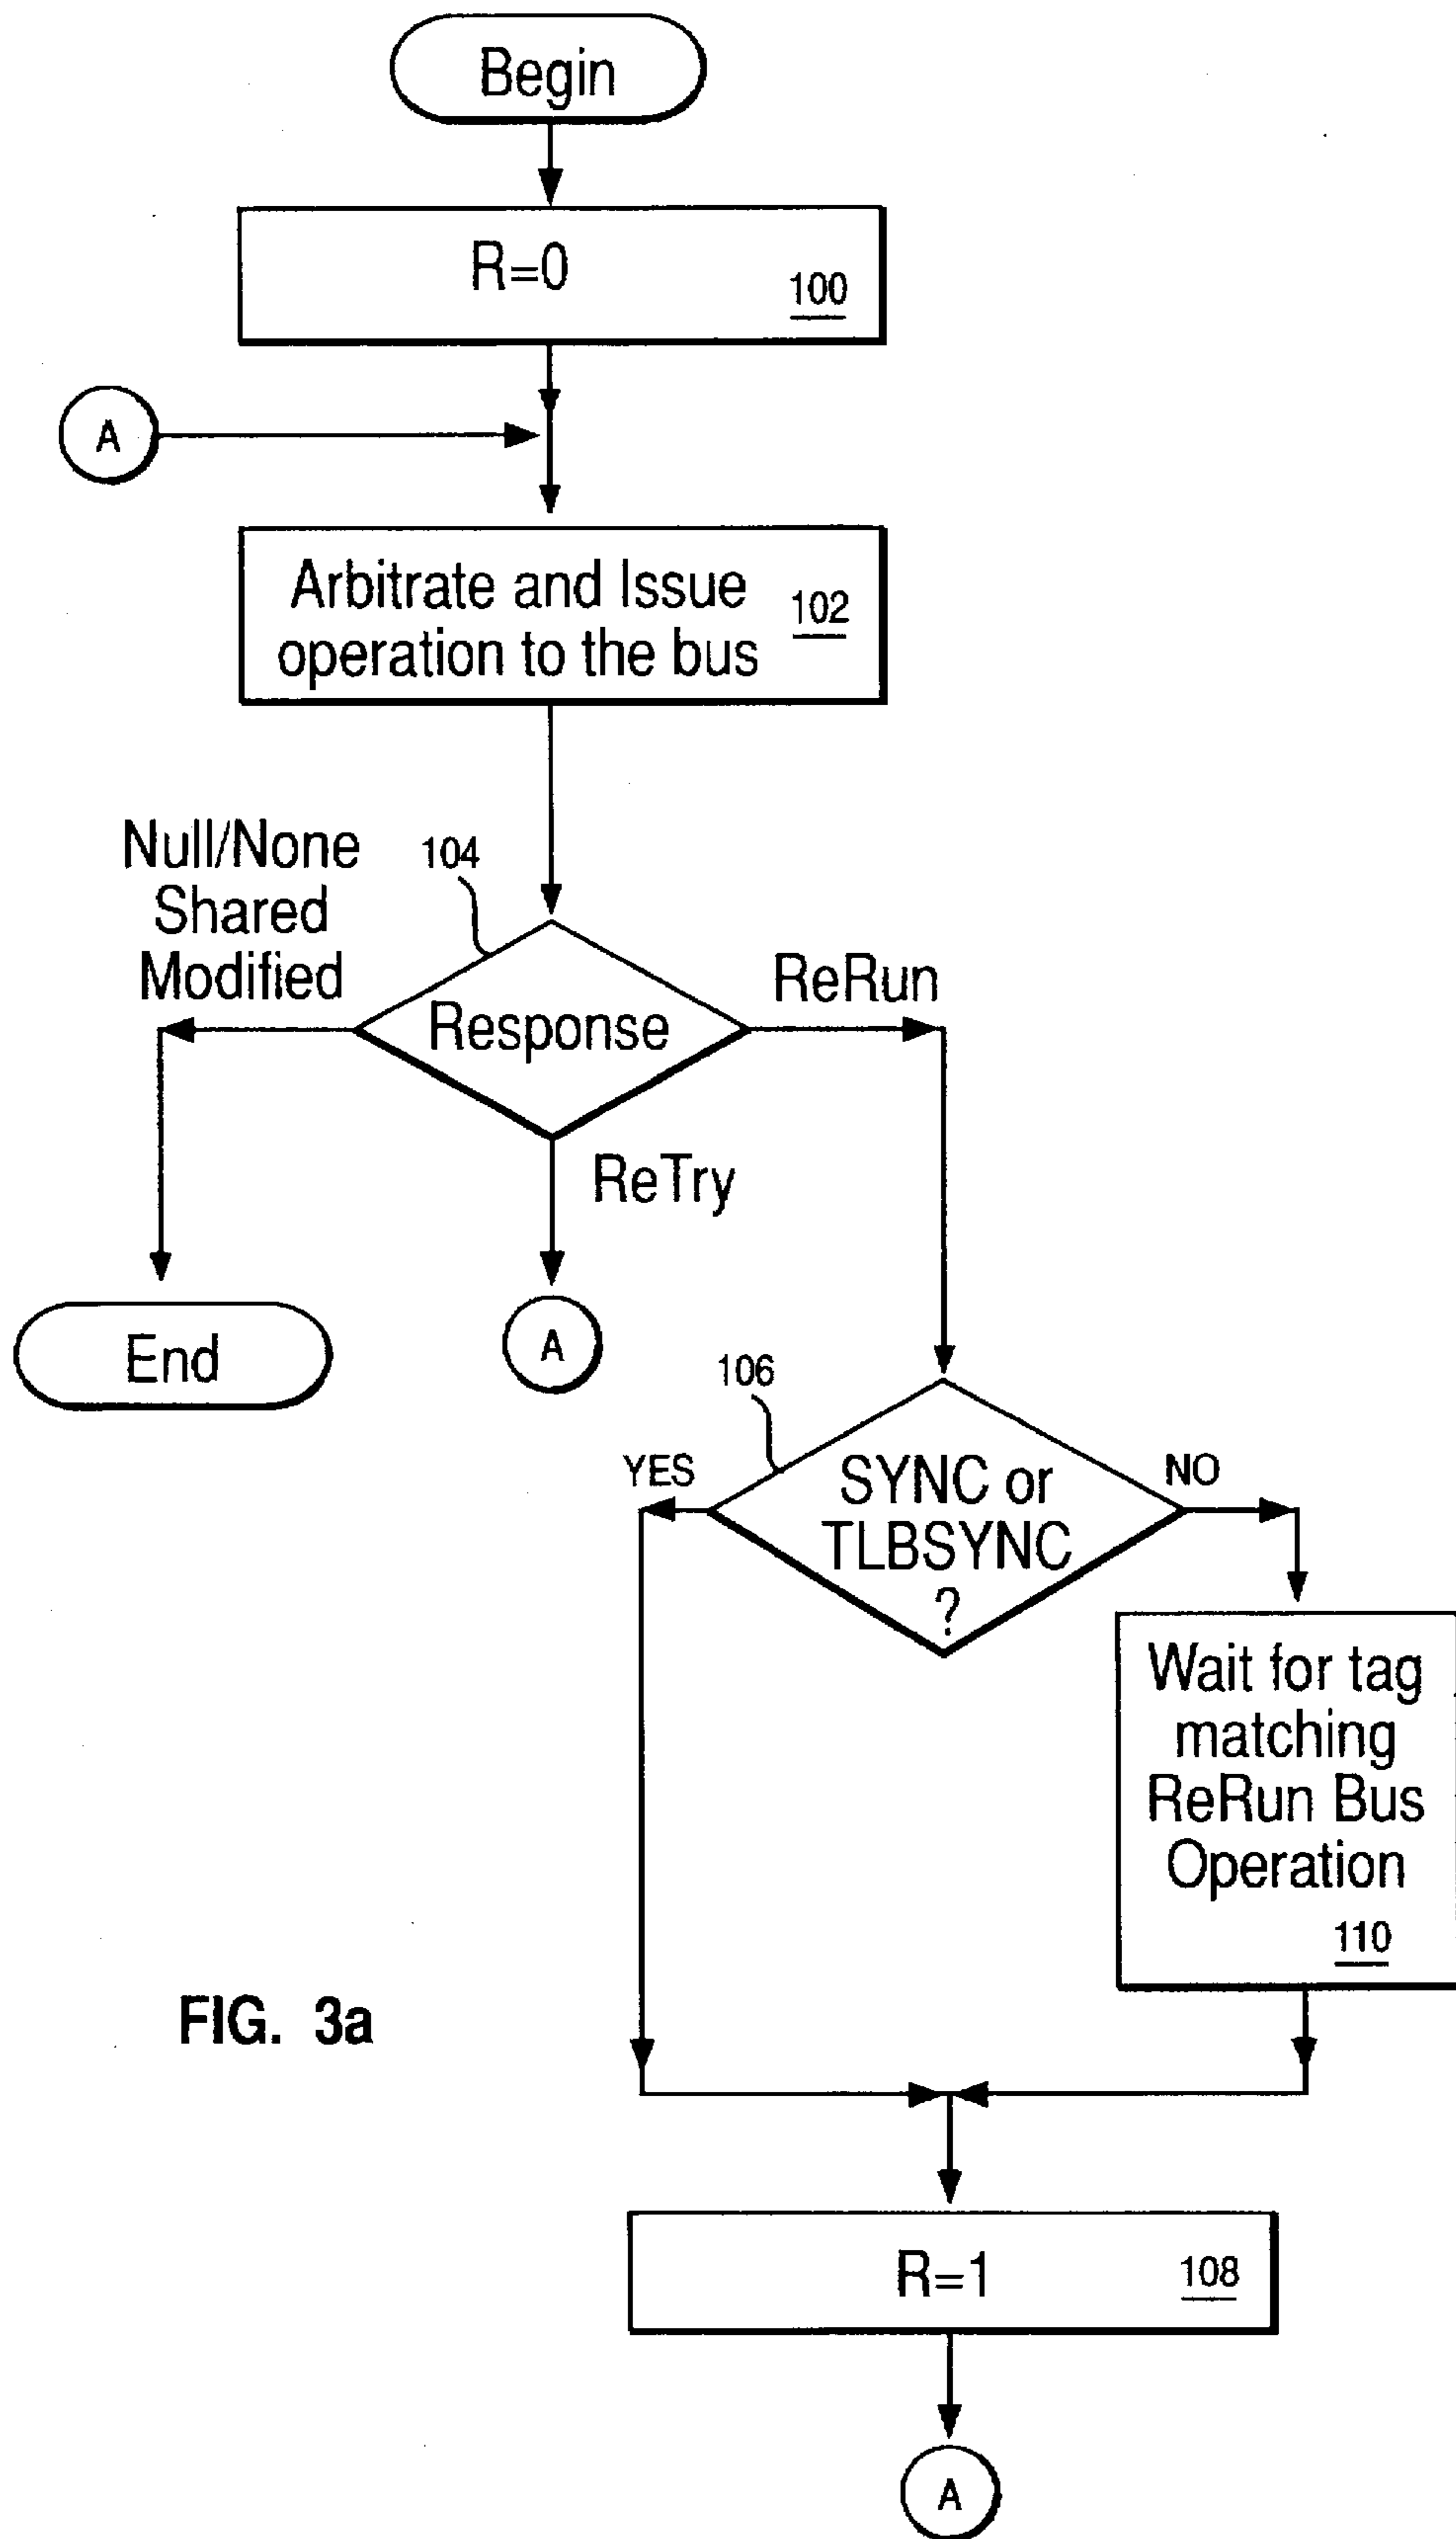 Begin
R=0
100
A
Arbitrate and Issue
operation to the bus
102
Null/None
Shared
Modified
104
Response
ReRun
ReTry
End
A
106
YES
SYNC or
TLBSYNC
?
NO
Wait for tag
matching
ReRun Bus
Operation
110
FIG. 3a
R=1
108
A